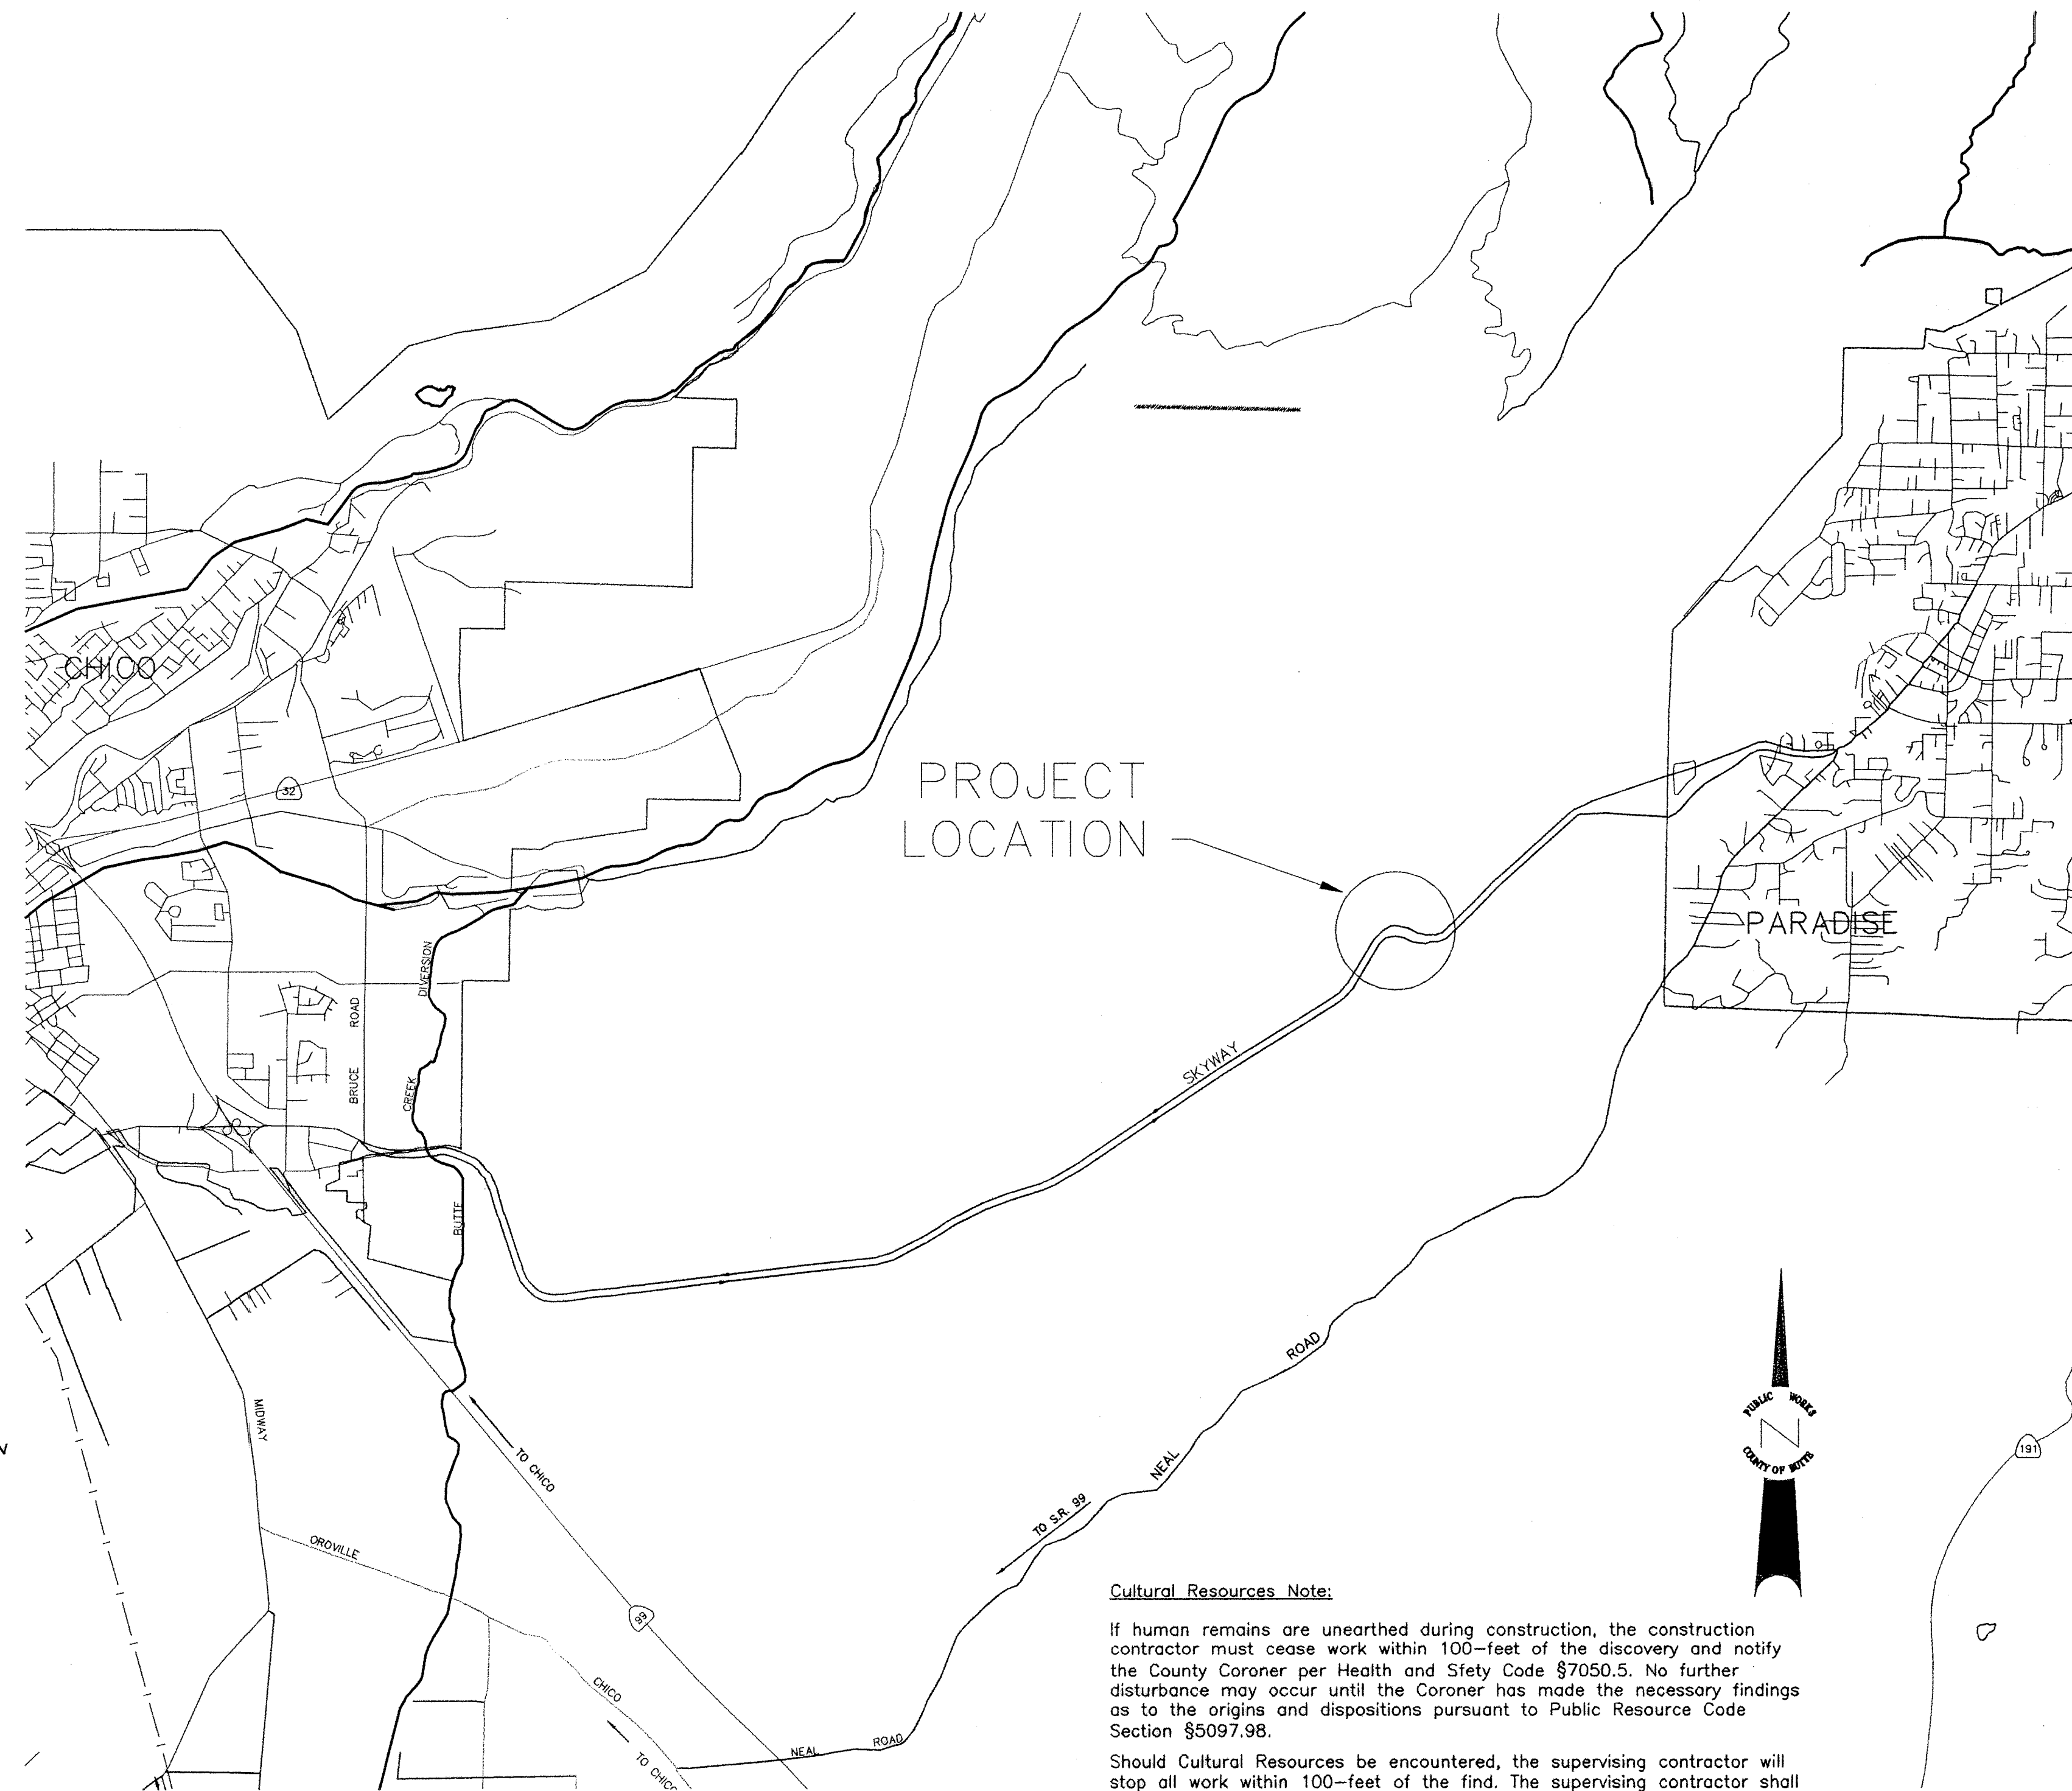 CHICO
32
PROJECT
LOCATION
PARADISE
DIVERSION
ROAD
BRUCE
CREEK
SKYWAY
BUTTE
ROAD
MIDWAY
NEAL
TO CHICO
TO S.R. 99
PUBLIC WORKS
N
COUNTY OF BUTTE
191
OROVILLE
99
CHICO
TO CHICO
NEAL ROAD
Cultural Resources Note:
If human remains are unearthed during construction, the construction
contractor must cease work within 100-feet of the discovery and notify
the County Coroner per Health and Sfety Code §7050.5. No further
disturbance may occur until the Coroner has made the necessary findings
as to the origins and dispositions pursuant to Public Resource Code
Section §5097.98.
Should Cultural Resources be encountered, the supervising contractor will
stop all work within 100-feet of the find. The supervising contractor shall